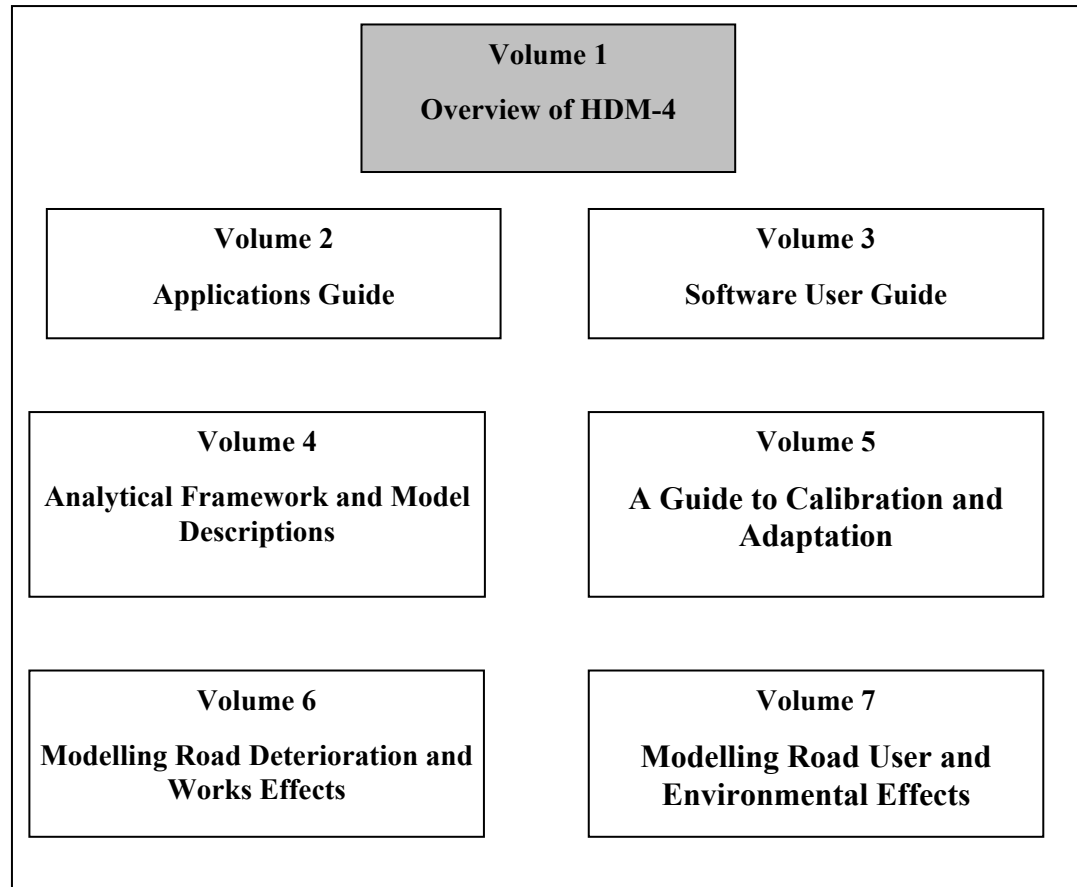 Volume 1
Overview of HDM-4
Volume 2
Applications Guide
Volume 3
Software User Guide
Volume 4
Analytical Framework and Model
Descriptions
Volume 5
A Guide to Calibration and
Adaptation
Volume 6
Modelling Road Deterioration and
Works Effects
Volume 7
Modelling Road User and
Environmental Effects